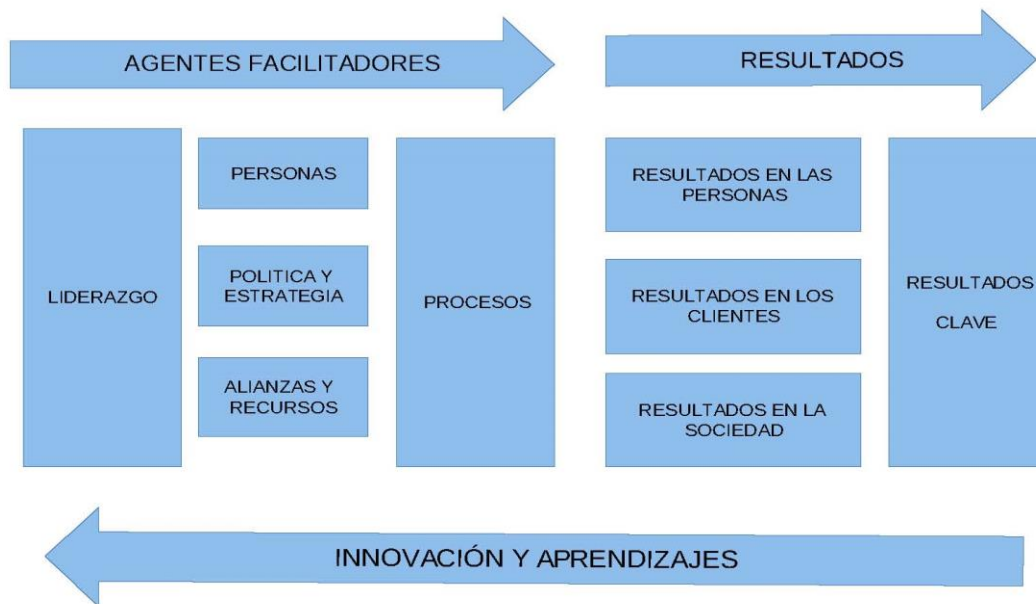 AGENTES FACILITADORES
RESULTADOS
LIDERAZGO
PERSONAS
POLITICA Y
ESTRATEGIA
ALIANZAS Y
RECURSOS
PROCESOS
RESULTADOS EN LAS
PERSONAS
RESULTADOS EN LOS
CLIENTES
RESULTADOS EN LA
SOCIEDAD
RESULTADOS
CLAVE
INNOVACIÓN Y APRENDIZAJES